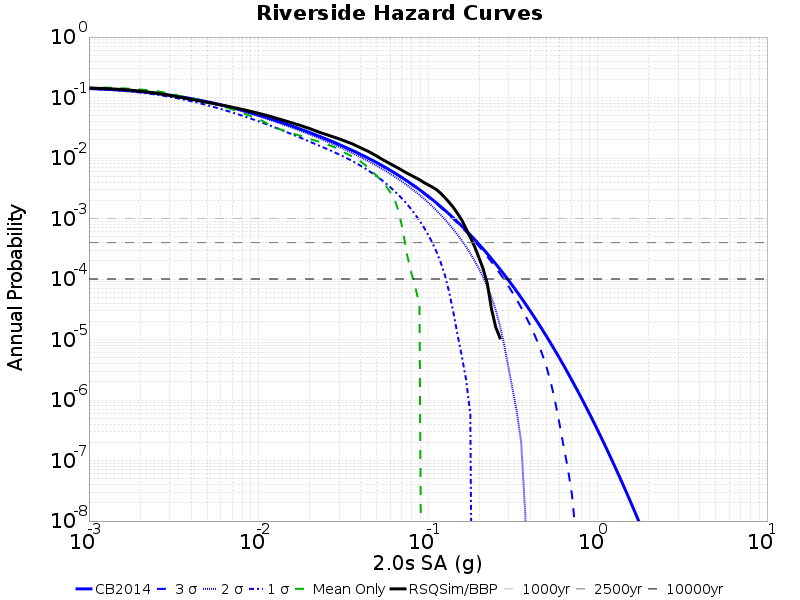 Riverside Hazard Curves
10^0
10^-1
10^-2
10^-3
10^-4
10^-5
10^-6
10^-7
10^-8
Annual Probability
10^-3 10^-2 10^-1 10^0 10^1
2.0s SA (g)
CB2014 3 σ 2 σ 1 σ Mean Only RSQSim/BBP 1000yr 2500yr 10000yr